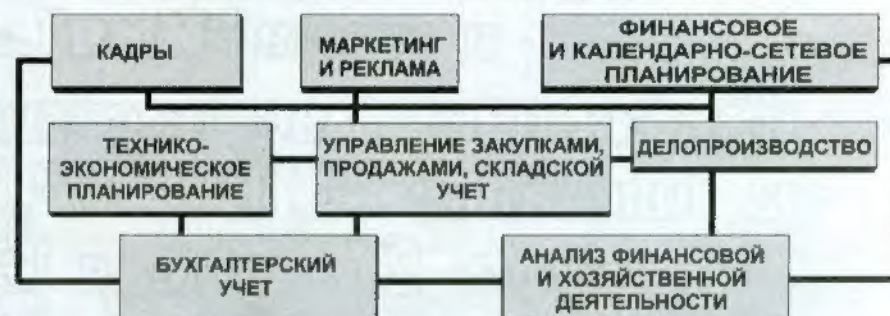 КАДРЫ
МАРКЕТИНГ
И РЕКЛАМА
ФИНАНСОВОЕ
И КАЛЕНДАРНО-СЕТЕВОЕ
ПЛАНИРОВАНИЕ
ТЕХНИКО-
ЭКОНОМИЧЕСКОЕ
ПЛАНИРОВАНИЕ
УПРАВЛЕНИЕ ЗАКУПКАМИ,
ПРОДАЖАМИ, СКЛАДСКОЙ
УЧЕТ
ДЕЛОПРОИЗВОДСТВО
БУХГАЛТЕРСКИЙ
УЧЕТ
АНАЛИЗ ФИНАНСОВОЙ
И ХОЗЯЙСТВЕННОЙ
ДЕЯТЕЛЬНОСТИ